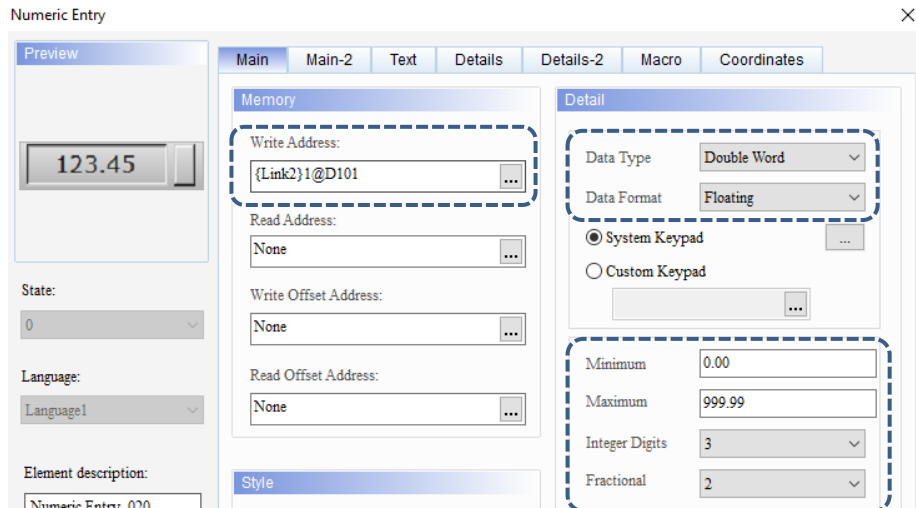 Numeric Entry
Preview
123.45
State:
0
Language:
Language1
Element description:
Numeric Entry_020
Main Main-2 Text Details Details-2 Macro Coordinates
Memory
Write Address:
{Link2}1@D101
...
Read Address:
None
...
Write Offset Address:
None
...
Read Offset Address:
None
...
Style
Detail
Data Type Double Word
Data Format Floating
System Keypad
...
Custom Keypad
...
Minimum 0.00
Maximum 999.99
Integer Digits 3
Fractional 2